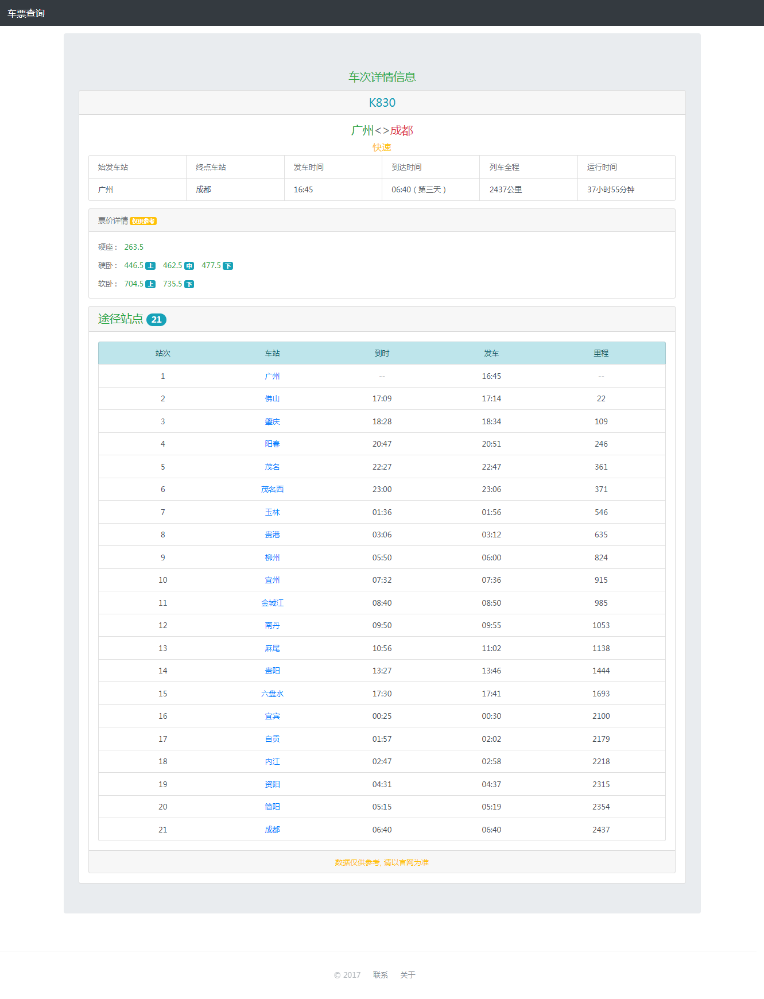 车票查询
车次详情信息
K830
广州<>成都
快速
始发车站 终点车站 发车时间 到达时间 列车全程 运行时间
广州 成都 16:45 06:40（第三天） 2437公里 37小时55分钟
票价详情 仅供参考
硬座： 263.5
硬卧： 446.5 上 462.5 中 477.5 下
软卧： 704.5 上 735.5 下
途径站点 21
站次 车站 到时 发车 里程
1 广州 -- 16:45 --
2 佛山 17:09 17:14 22
3 肇庆 18:28 18:34 109
4 阳春 20:47 20:51 246
5 茂名 22:27 22:47 361
6 茂名西 23:00 23:06 371
7 玉林 01:36 01:56 546
8 贵港 03:06 03:12 635
9 柳州 05:50 06:00 824
10 宜州 07:32 07:36 915
11 金城江 08:40 08:50 985
12 南丹 09:50 09:55 1053
13 麻尾 10:56 11:02 1138
14 贵阳 13:27 13:46 1444
15 六盘水 17:30 17:41 1693
16 宜宾 00:25 00:30 2100
17 自贡 01:57 02:02 2179
18 内江 02:47 02:58 2218
19 资阳 04:31 04:37 2315
20 简阳 05:15 05:19 2354
21 成都 06:40 06:40 2437
数据仅供参考, 请以官网为准
© 2017 联系 关于